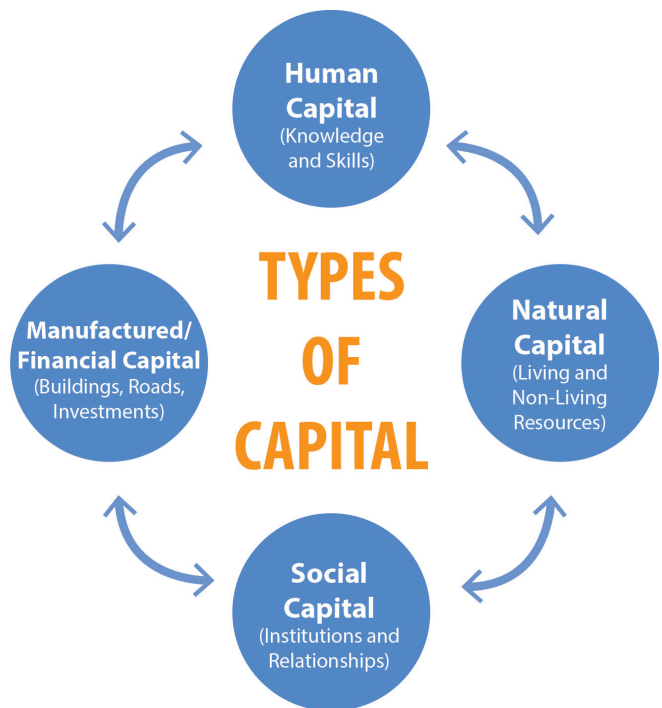 Human
Capital
(Knowledge
and Skills)
TYPES
OF
CAPITAL
Manufactured/
Financial Capital
(Buildings, Roads,
Investments)
Natural
Capital
(Living and
Non-Living
Resources)
Social
Capital
(Institutions and
Relationships)